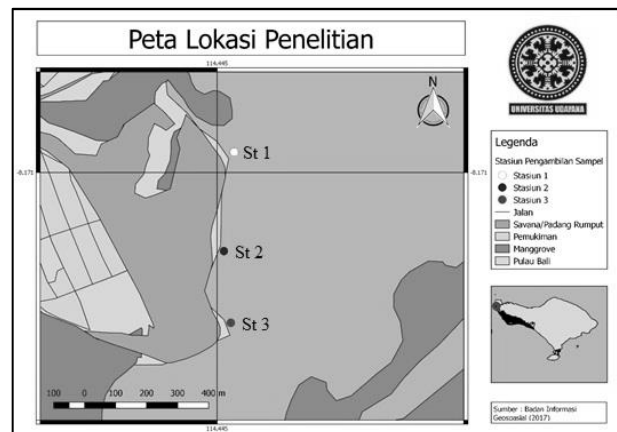 Peta Lokasi Penelitian
114.445
N
UNIVERSITAS UDAYANA
St 1
-8.171
-8.171
St 2
St 3
100 0 100 200 300 400 m
114.445
Legenda
Stasiun Pengambilan Sampel
Stasiun 1
Stasiun 2
Stasiun 3
Jalan
Savana/Padang Rumput
Pemukiman
Manggrove
Pulau Bali
Sumber : Badan Informasi
Geospasial (2017)